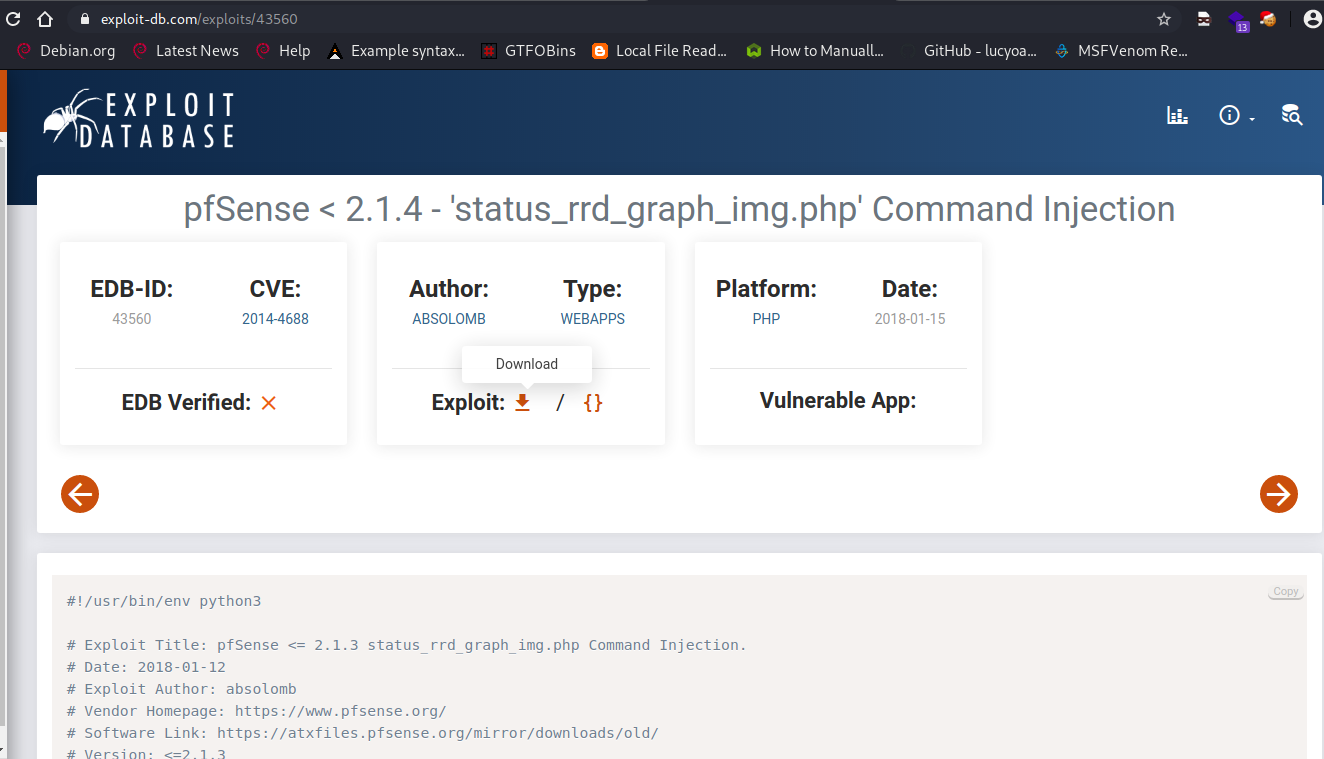 exploit-db.com/exploits/43560
13
Debian.org Latest News Help Example syntax... GTFOBins Local File Read... How to Manuall... GitHub - lucyoa... MSFVenom Re...
EXPLOIT
DATABASE
pfSense < 2.1.4 - 'status_rrd_graph_img.php' Command Injection
EDB-ID: CVE: Author: Type: Platform: Date:
43560 2014-4688 ABSOLOMB WEBAPPS PHP 2018-01-15
Download
EDB Verified: Exploit: / {} Vulnerable App:
Copy
#!/usr/bin/env python3
# Exploit Title: pfSense <= 2.1.3 status_rrd_graph_img.php Command Injection.
# Date: 2018-01-12
# Exploit Author: absolomb
# Vendor Homepage: https://www.pfsense.org/
# Software Link: https://atxfiles.pfsense.org/mirror/downloads/old/
# Version: <=2.1.3